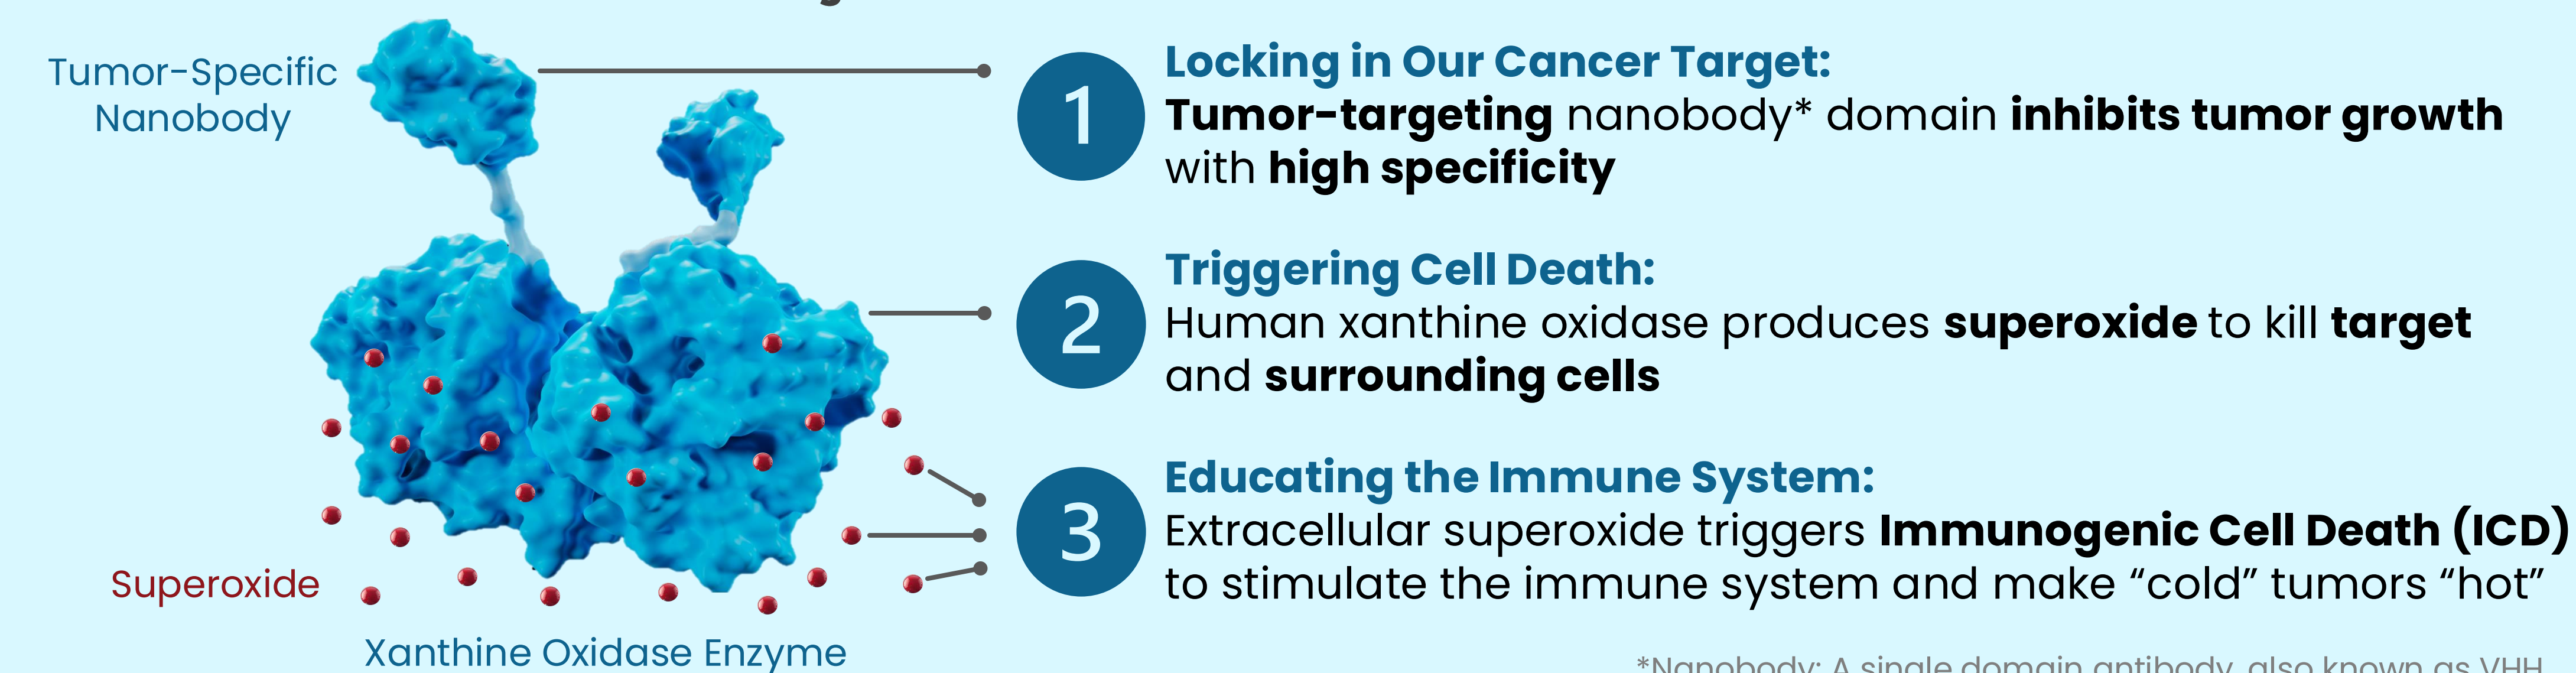 Tumor-Specific
Nanobody
1
Locking in Our Cancer Target:
Tumor-targeting nanobody* domain inhibits tumor growth
with high specificity
2
Triggering Cell Death:
Human xanthine oxidase produces superoxide to kill target
and surrounding cells
3
Educating the Immune System:
Extracellular superoxide triggers Immunogenic Cell Death (ICD)
to stimulate the immune system and make “cold” tumors “hot”
Superoxide
Xanthine Oxidase Enzyme
*Nanobody: A single domain antibody, also known as VHH